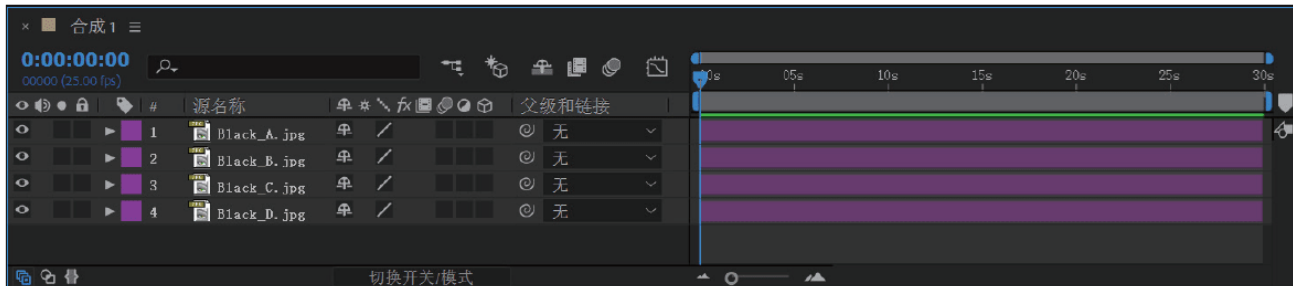 × 合成1 ≡
0:00:00:00
00000 (25.00 fps)
0s 05s 10s 15s 20s 25s 30s
# 源名称 fx 父级和链接
1 Black_A.jpg 无
2 Black_B.jpg 无
3 Black_C.jpg 无
4 Black_D.jpg 无
切换开关/模式